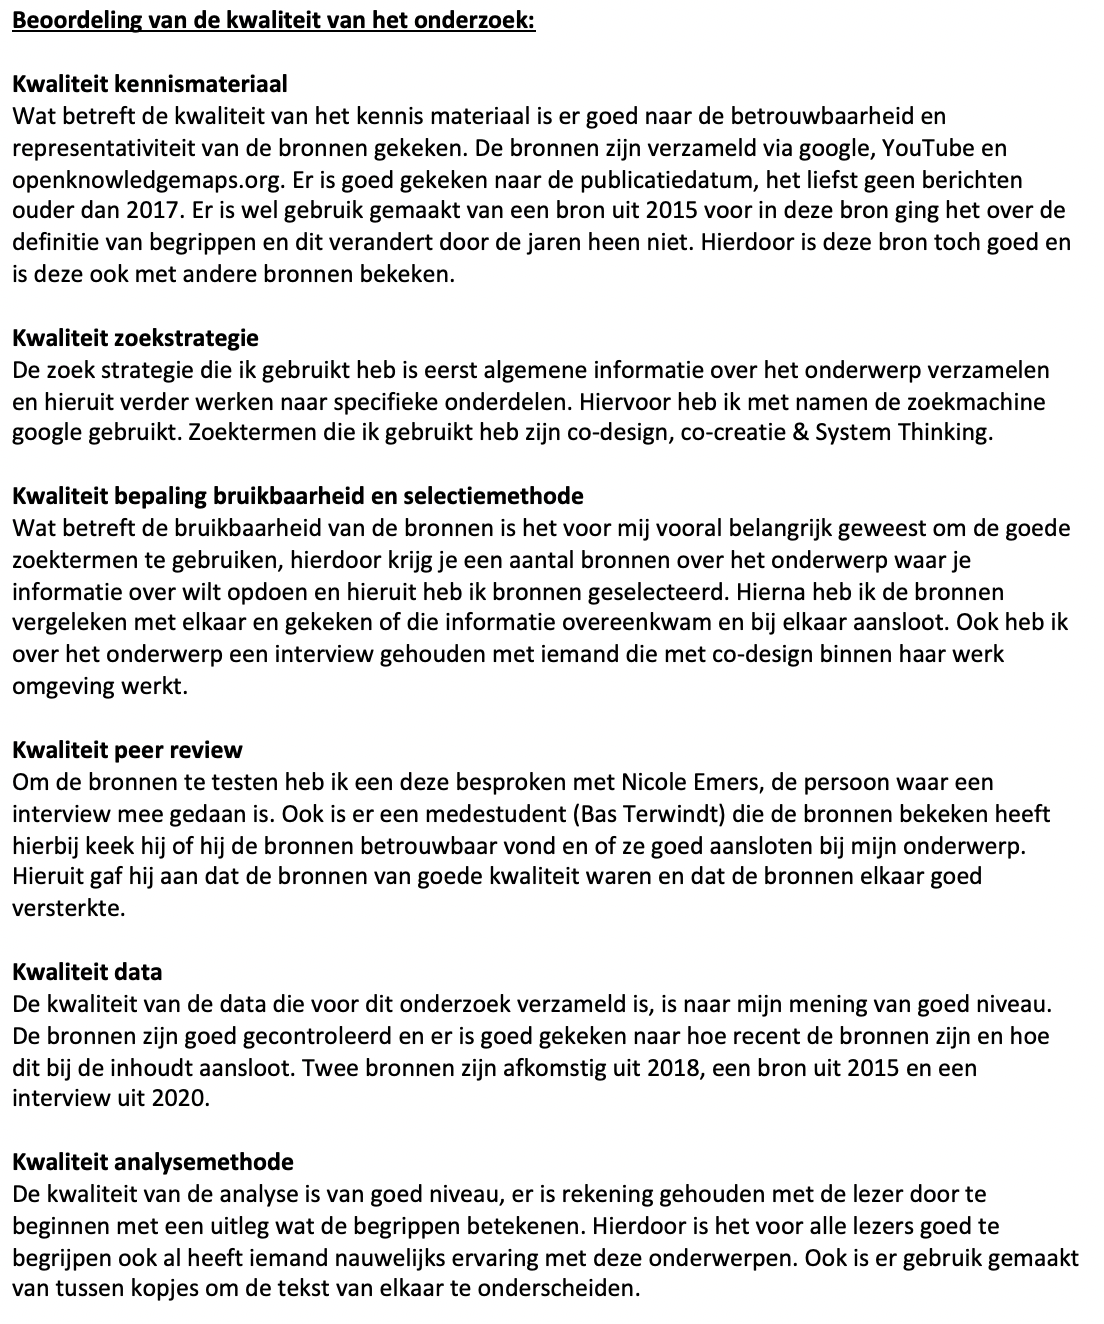 Beoordeling van de kwaliteit van het onderzoek:
Kwaliteit kennismateriaal
Wat betreft de kwaliteit van het kennis materiaal is er goed naar de betrouwbaarheid en
representativiteit van de bronnen gekeken. De bronnen zijn verzameld via google, YouTube en
openknowledgemaps.org. Er is goed gekeken naar de publicatiedatum, het liefst geen berichten
ouder dan 2017. Er is wel gebruik gemaakt van een bron uit 2015 voor in deze bron ging het over de
definitie van begrippen en dit verandert door de jaren heen niet. Hierdoor is deze bron toch goed en
is deze ook met andere bronnen bekeken.
Kwaliteit zoekstrategie
De zoek strategie die ik gebruikt heb is eerst algemene informatie over het onderwerp verzamelen
en hieruit verder werken naar specifieke onderdelen. Hiervoor heb ik met namen de zoekmachine
google gebruikt. Zoektermen die ik gebruikt heb zijn co-design, co-creatie & System Thinking.
Kwaliteit bepaling bruikbaarheid en selectiemethode
Wat betreft de bruikbaarheid van de bronnen is het voor mij vooral belangrijk geweest om de goede
zoektermen te gebruiken, hierdoor krijg je een aantal bronnen over het onderwerp waar je
informatie over wilt opdoen en hieruit heb ik bronnen geselecteerd. Hierna heb ik de bronnen
vergeleken met elkaar en gekeken of die informatie overeenkwam en bij elkaar aansloot. Ook heb ik
over het onderwerp een interview gehouden met iemand die met co-design binnen haar werk
omgeving werkt.
Kwaliteit peer review
Om de bronnen te testen heb ik een deze besproken met Nicole Emers, de persoon waar een
interview mee gedaan is. Ook is er een medestudent (Bas Terwindt) die de bronnen bekeken heeft
hierbij keek hij of hij de bronnen betrouwbaar vond en of ze goed aansloten bij mijn onderwerp.
Hieruit gaf hij aan dat de bronnen van goede kwaliteit waren en dat de bronnen elkaar goed
versterkte.
Kwaliteit data
De kwaliteit van de data die voor dit onderzoek verzameld is, is naar mijn mening van goed niveau.
De bronnen zijn goed gecontroleerd en er is goed gekeken naar hoe recent de bronnen zijn en hoe
dit bij de inhoudt aansloot. Twee bronnen zijn afkomstig uit 2018, een bron uit 2015 en een
interview uit 2020.
Kwaliteit analysemethode
De kwaliteit van de analyse is van goed niveau, er is rekening gehouden met de lezer door te
beginnen met een uitleg wat de begrippen betekenen. Hierdoor is het voor alle lezers goed te
begrijpen ook al heeft iemand nauwelijks ervaring met deze onderwerpen. Ook is er gebruik gemaakt
van tussen kopjes om de tekst van elkaar te onderscheiden.